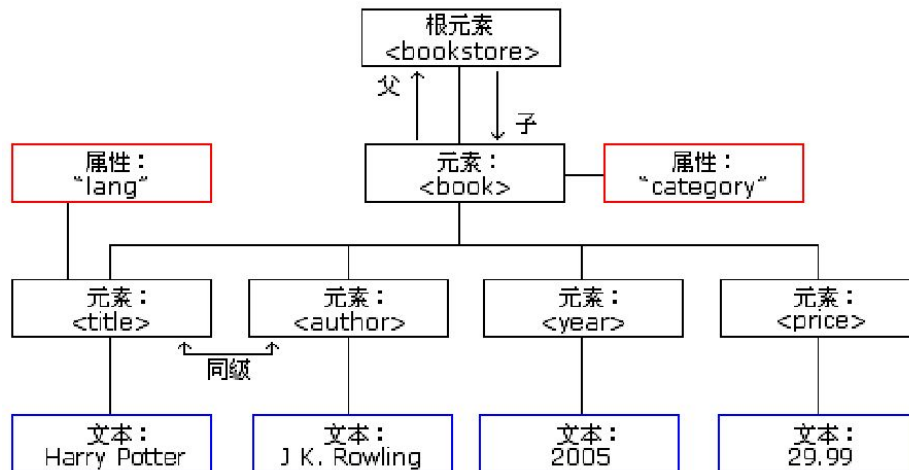 根元素
<bookstore>
父
子
属性：
"lang"
元素：
<book>
属性：
"category"
元素：
<title>
元素：
<author>
元素：
<year>
元素：
<price>
同级
文本：
Harry Potter
文本：
J K. Rowling
文本：
2005
文本：
29.99